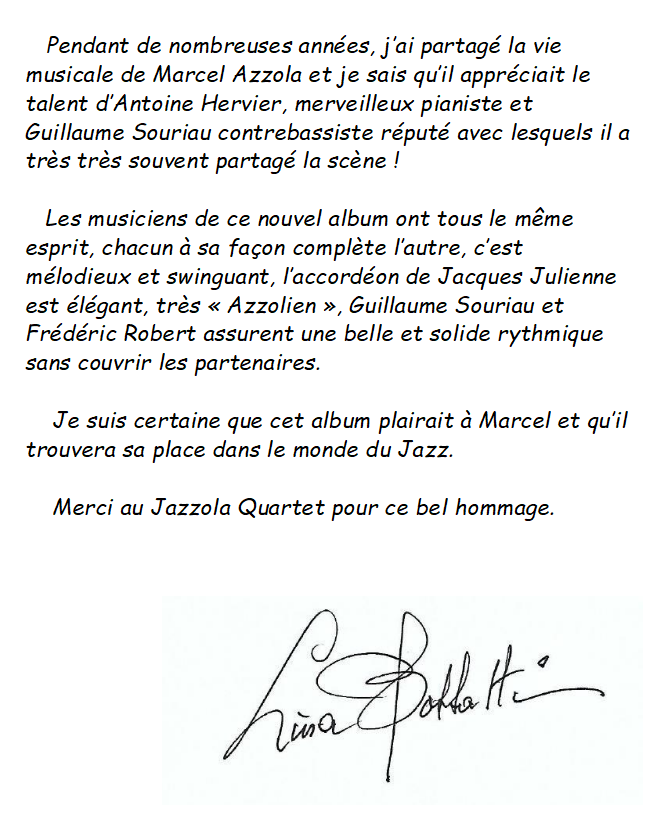 Pendant de nombreuses années, j'ai partagé la vie
musicale de Marcel Azzola et je sais qu'il appréciait le
talent d'Antoine Hervier, merveilleux pianiste et
Guillaume Souriau contrebassiste réputé avec lesquels il a
très très souvent partagé la scène !
Les musiciens de ce nouvel album ont tous le même
esprit, chacun à sa façon complète l'autre, c'est
mélodieux et swinguant, l'accordéon de Jacques Julienne
est élégant, très « Azzolien », Guillaume Souriau et
Frédéric Robert assurent une belle et solide rythmique
sans couvrir les partenaires.
Je suis certaine que cet album plairait à Marcel et qu'il
trouvera sa place dans le monde du Jazz.
Merci au Jazzola Quartet pour ce bel hommage.
Lina Bossatti